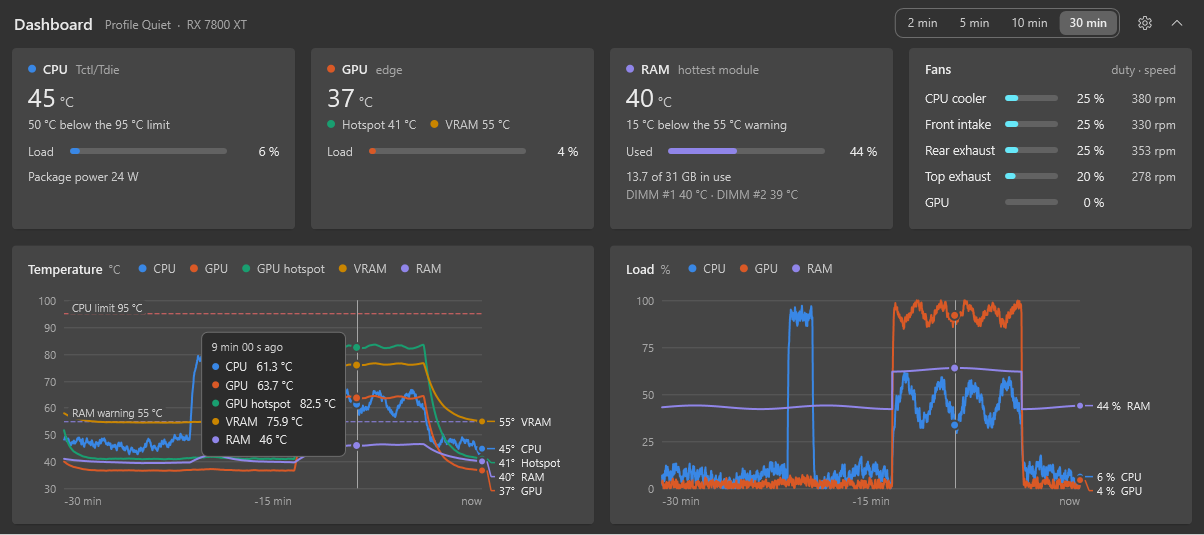 Dashboard Profile Quiet · RX 7800 XT 2 min 5 min 10 min 30 min
CPU Tctl/Tdie
45 °C
50 °C below the 95 °C limit
Load 6 %
Package power 24 W
GPU edge
37 °C
Hotspot 41 °C VRAM 55 °C
Load 4 %
RAM hottest module
40 °C
15 °C below the 55 °C warning
Used 44 %
13.7 of 31 GB in use
DIMM #1 40 °C · DIMM #2 39 °C
Fans duty · speed
CPU cooler 25 % 380 rpm
Front intake 25 % 330 rpm
Rear exhaust 25 % 353 rpm
Top exhaust 20 % 278 rpm
GPU 0 %
Temperature °C CPU GPU GPU hotspot VRAM RAM
100
90
80
70
60
50
40
30
CPU limit 95 °C
RAM warning 55 °C
9 min 00 s ago
CPU 61.3 °C
GPU 63.7 °C
GPU hotspot 82.5 °C
VRAM 75.9 °C
RAM 46 °C
55° VRAM
45° CPU
41° Hotspot
40° RAM
37° GPU
-30 min -15 min now
Load % CPU GPU RAM
100
75
50
25
0
44 % RAM
6 % CPU
4 % GPU
-30 min -15 min now